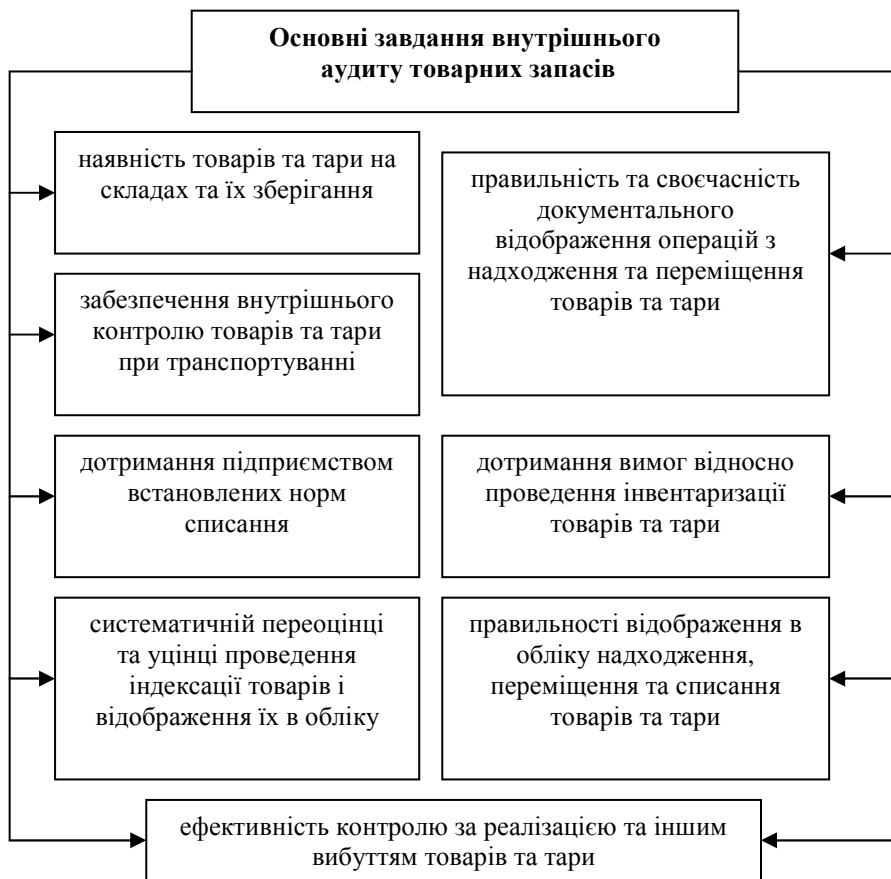 Основні завдання внутрішнього
аудиту товарних запасів
наявність товарів та тари на
складах та їх зберігання
правильність та своєчасність
документального
відображення операцій з
надходження та переміщення
товарів та тари
забезпечення внутрішнього
контролю товарів та тари
при транспортуванні
дотримання підприємством
встановлених норм
списання
дотримання вимог відносно
проведення інвентаризації
товарів та тари
систематичній переоцінці
та уцінці проведення
індексації товарів і
відображення їх в обліку
правильності відображення в
обліку надходження,
переміщення та списання
товарів та тари
ефективність контролю за реалізацією та іншим
вибуттям товарів та тари